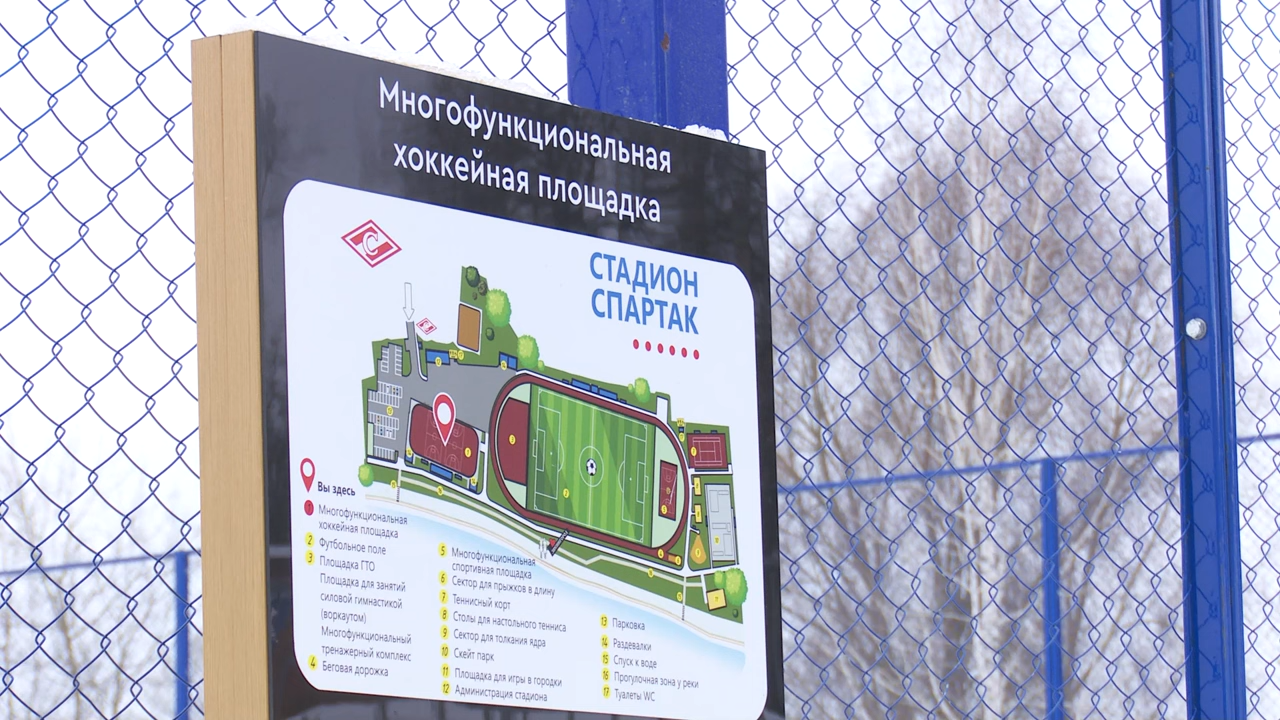 Многофункциональная
хоккейная площадка
С
СТАДИОН
СПАРТАК
Вы здесь
1 Многофункциональная
хоккейная площадка
2 Футбольное поле
3 Площадка ГТО
Площадка для занятий
силовой гимнастикой
(воркаутом)
Многофункциональный
тренажерный комплекс
4 Беговая дорожка
5 Многофункциональная
спортивная площадка
6 Сектор для прыжков в длину
7 Теннисный корт
8 Столы для настольного тенниса
9 Сектор для толкания ядра
10 Скейт парк
11 Площадка для игры в городки
12 Администрация стадиона
13 Парковка
14 Раздевалки
15 Спуск к воде
16 Прогулочная зона у реки
17 Туалеты WC